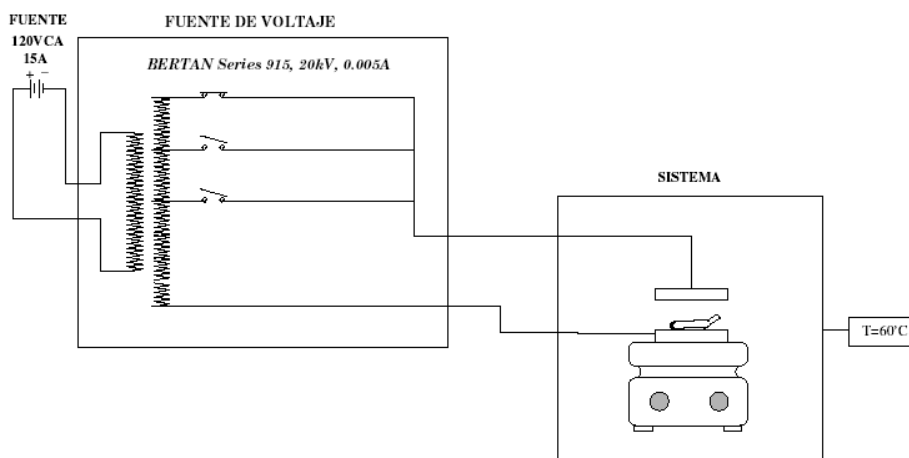 FUENTE
120VCA
15A
+ −
FUENTE DE VOLTAJE
BERTAN Series 915, 20kV, 0.005A
SISTEMA
T=60°C